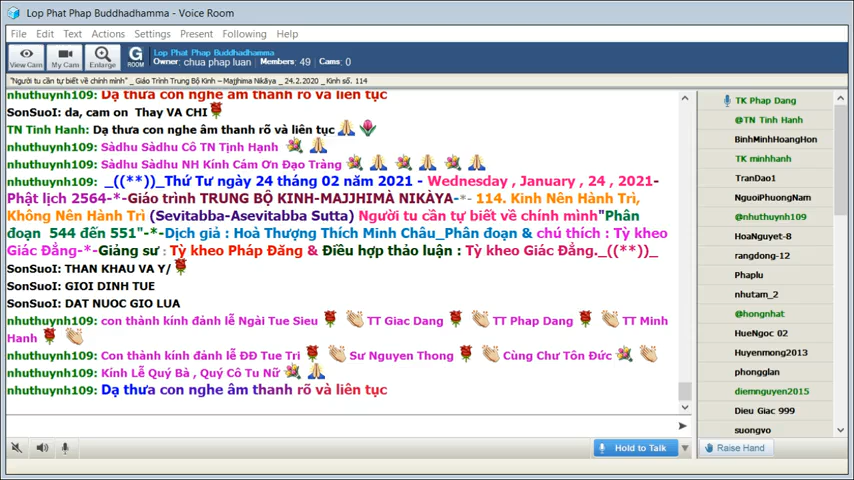 Lop Phat Phap Buddhadhamma - Voice Room
File Edit Text Actions Settings Present Following Help
View Cam My Cam Enlarge G ROOM Lop Phat Phap Buddhadhamma
Owner: chua phap luan Members: 49 Cams: 0
"Người tu cần tự biết về chính mình" _ Giáo Trình Trung Bộ Kinh – Majjhima Nikāya _ 24.2.2020 _ Kinh số. 114
nhuthuynh109: Dạ thưa con nghe âm thanh rõ và liên tục
SonSuoI: da, cam on Thay VA CHI
TN Tinh Hanh: Dạ thưa con nghe âm thanh rõ và liên tục
nhuthuynh109: Sàdhu Sàdhu Cô TN Tịnh Hạnh
nhuthuynh109: Sàdhu Sàdhu NH Kính Cám Ơn Đạo Tràng
nhuthuynh109: _((**))_Thứ Tư ngày 24 tháng 02 năm 2021 - Wednesday , January , 24 , 2021-
Phật lịch 2564-*-Giáo trình TRUNG BỘ KINH-MAJJHIMÀ NIKÀYA-*- 114. Kinh Nên Hành Trì,
Không Nên Hành Trì (Sevitabba-Asevitabba Sutta) Người tu cần tự biết về chính mình"Phân
đoạn 544 đến 551"-*-Dịch giả : Hoà Thượng Thích Minh Châu_Phân đoạn & chú thích : Tỳ kheo
Giác Đẳng-*-Giảng sư : Tỳ kheo Pháp Đăng & Điều hợp thảo luận : Tỳ kheo Giác Đẳng._((**))_
SonSuoI: THAN KHAU VA Y/
SonSuoI: GIOI DINH TUE
SonSuoI: DAT NUOC GIO LUA
nhuthuynh109: con thành kính đảnh lễ Ngài Tue Sieu TT Giac Dang TT Phap Dang TT Minh
Hanh
nhuthuynh109: Con thành kính đảnh lễ ĐĐ Tue Tri Sư Nguyen Thong Cùng Chư Tôn Đức
nhuthuynh109: Kính Lễ Quý Bà , Quý Cô Tu Nữ
nhuthuynh109: Dạ thưa con nghe âm thanh rõ và liên tục
Hold to Talk Raise Hand
TK Phap Dang
@TN Tinh Hanh
BinhMinhHoangHon
TK minhhanh
TranDao1
NguoiPhuongNam
@nhuthuynh109
HoaNguyet-8
rangdong-12
Phaplu
nhutam_2
@hongnhat
HueNgoc 02
Huyenmong2013
phongglan
diemnguyen2015
Dieu Giac 999
suongvo